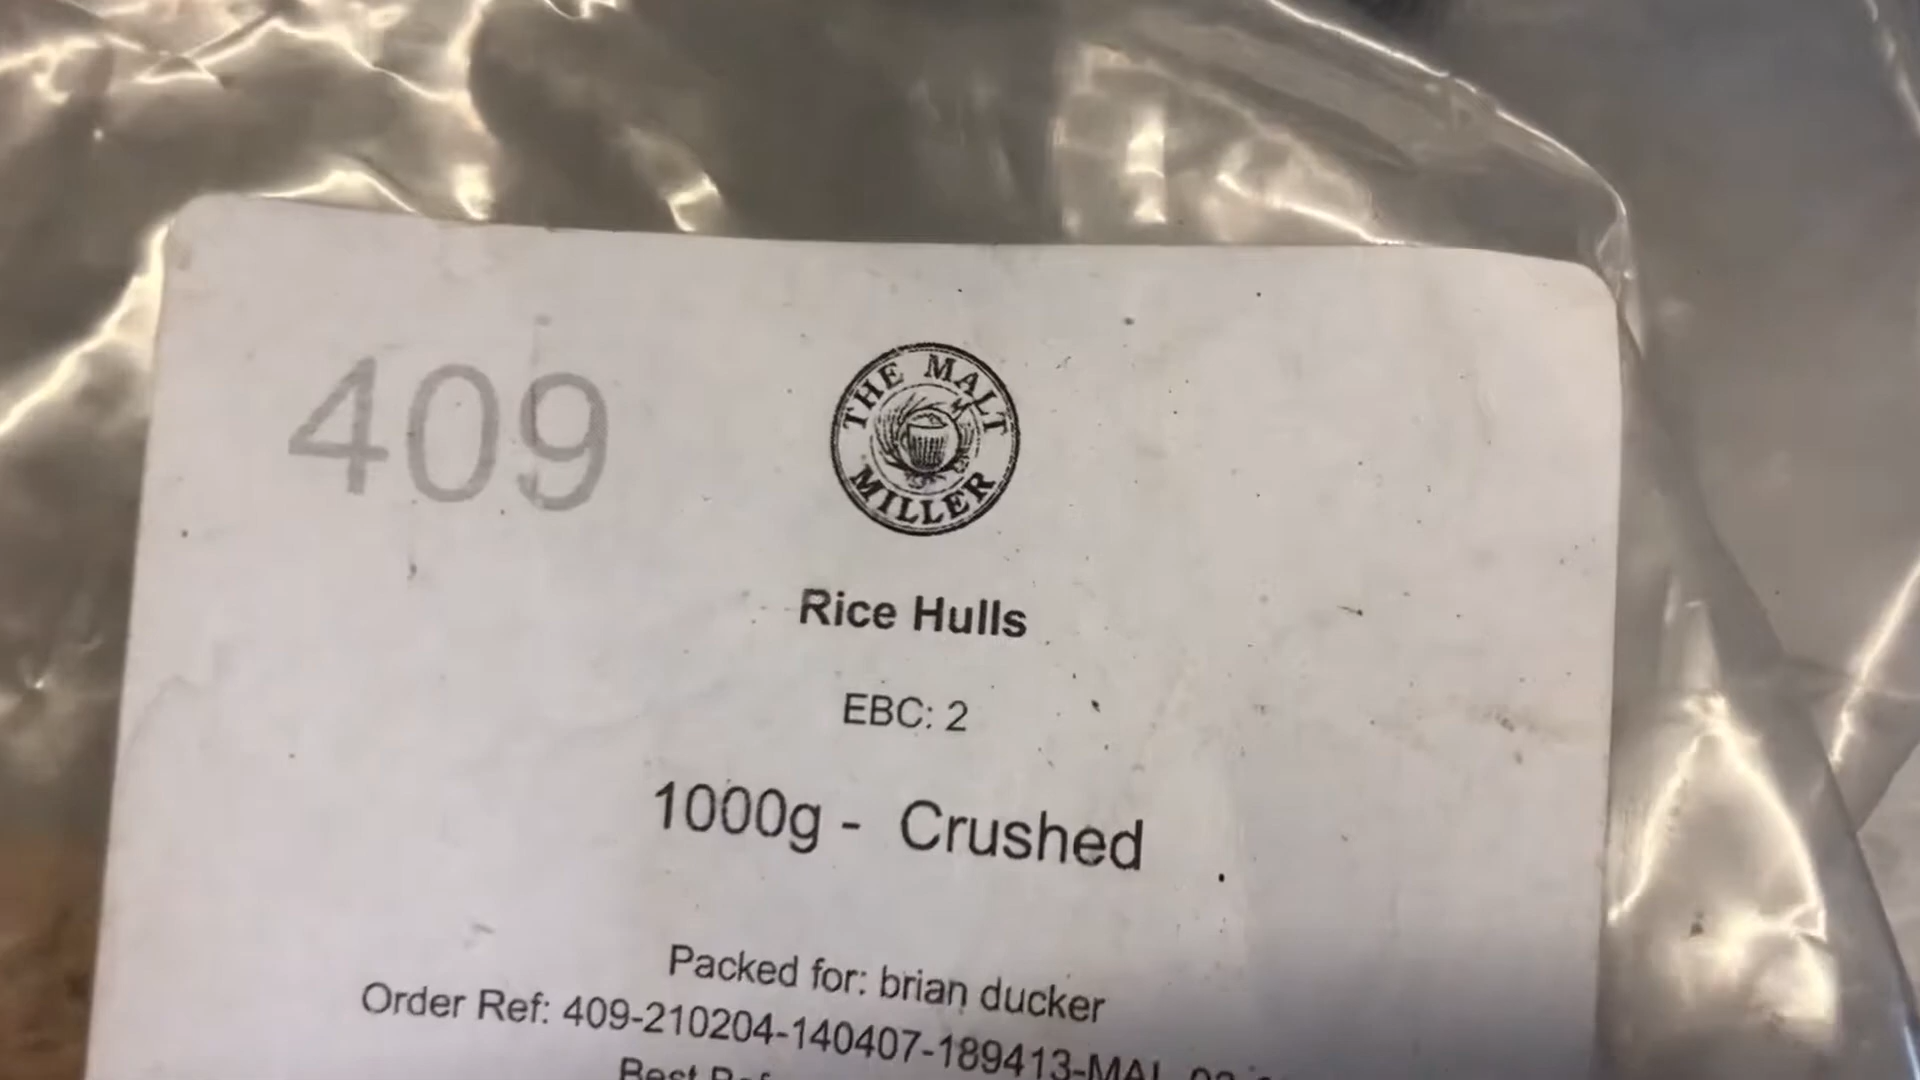 409
THE MALT
MILLER
Rice Hulls
EBC: 2
1000g - Crushed
Packed for: brian ducker
Order Ref: 409-210204-140407-189413-MAL
Best